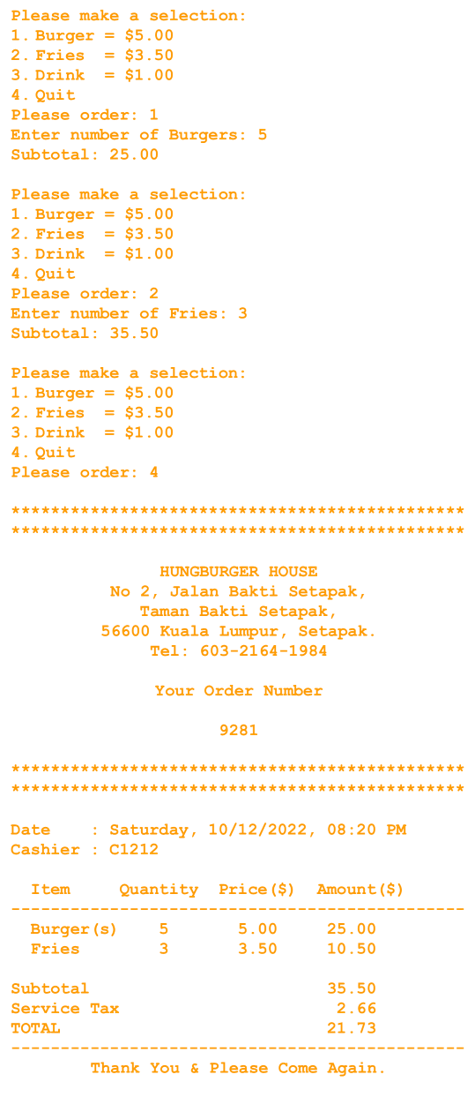 Please make a selection:
1. Burger = $5.00
2. Fries  = $3.50
3. Drink  = $1.00
4. Quit
Please order: 1
Enter number of Burgers: 5
Subtotal: 25.00

Please make a selection:
1. Burger = $5.00
2. Fries  = $3.50
3. Drink  = $1.00
4. Quit
Please order: 2
Enter number of Fries: 3
Subtotal: 35.50

Please make a selection:
1. Burger = $5.00
2. Fries  = $3.50
3. Drink  = $1.00
4. Quit
Please order: 4

**********************************************
**********************************************

HUNGBURGER HOUSE
No 2, Jalan Bakti Setapak,
Taman Bakti Setapak,
56600 Kuala Lumpur, Setapak.
Tel: 603-2164-1984

Your Order Number

9281

**********************************************
**********************************************

Date    : Saturday, 10/12/2022, 08:20 PM
Cashier : C1212

Item     Quantity  Price($)  Amount($)
----------------------------------------------
Burger(s)    5       5.00     25.00
Fries        3       3.50     10.50

Subtotal                        35.50
Service Tax                      2.66
TOTAL                           21.73
----------------------------------------------
Thank You & Please Come Again.